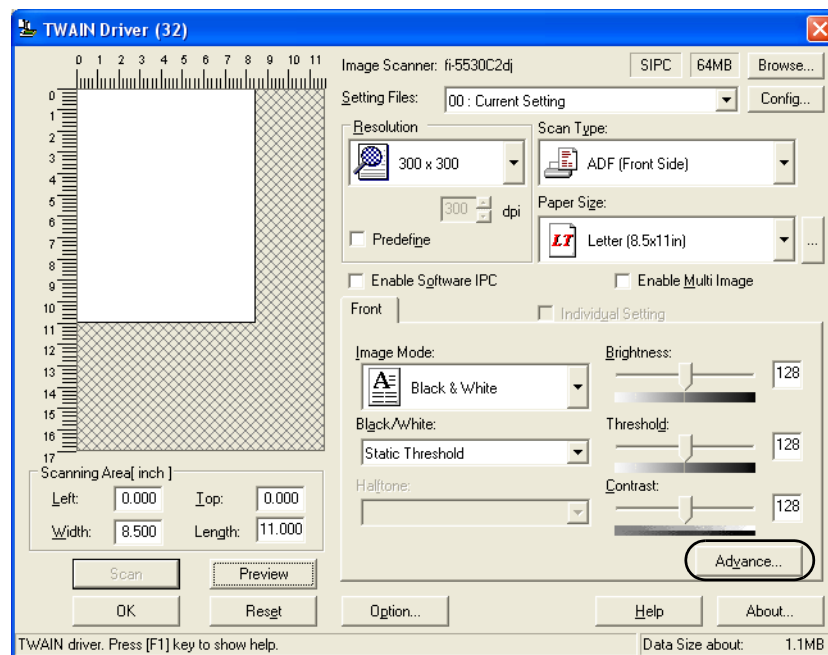 TWAIN Driver (32)
0 1 2 3 4 5 6 7 8 9 10 11
Image Scanner: fi-5530C2dj SIPC 64MB Browse...
Setting Files: 00 : Current Setting Config...
0
1
2
3
4
5
6
7
8
9
10
11
12
13
14
15
16
17
Resolution
300 x 300
300 dpi
Predefine
Scan Type:
ADF (Front Side)
Paper Size:
LT Letter (8.5x11in) ...
Enable Software IPC Enable Multi Image
Front Individual Setting
Image Mode:
A Black & White
Black/White:
Static Threshold
Halftone:
Brightness:
128
Threshold:
128
Contrast:
128
Advance...
Scanning Area[ inch ]
Left: 0.000 Top: 0.000
Width: 8.500 Length: 11.000
Scan Preview
OK Reset Option... Help About...
TWAIN driver. Press [F1] key to show help. Data Size about: 1.1MB